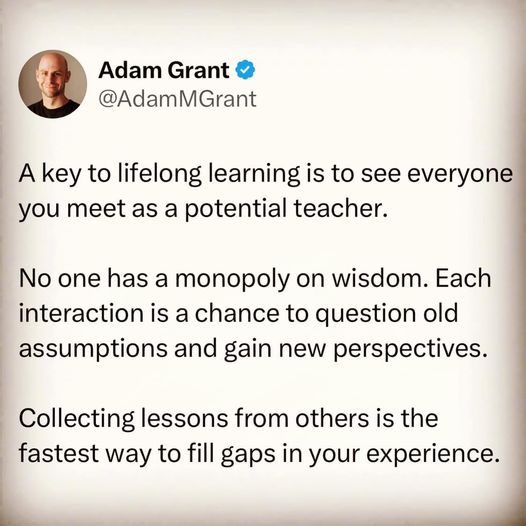 Adam Grant
@AdamMGrant
A key to lifelong learning is to see everyone
you meet as a potential teacher.
No one has a monopoly on wisdom. Each
interaction is a chance to question old
assumptions and gain new perspectives.
Collecting lessons from others is the
fastest way to fill gaps in your experience.